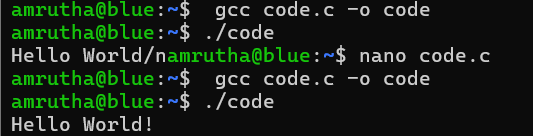 amrutha@blue:~$  gcc code.c -o code
amrutha@blue:~$ ./code
Hello World/namrutha@blue:~$ nano code.c
amrutha@blue:~$  gcc code.c -o code
amrutha@blue:~$ ./code
Hello World!